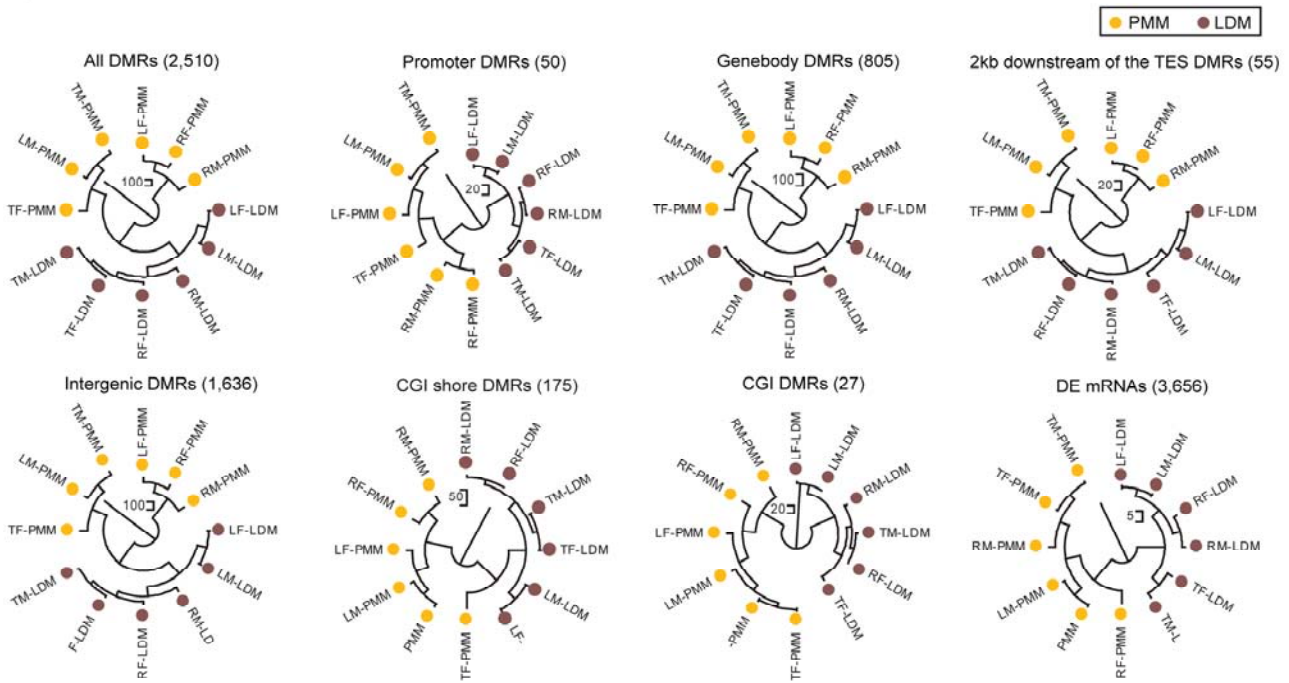 PMM LDM
All DMRs (2,510)
TM-PMM
LF-PMM
RF-PMM
LM-PMM
RM-PMM
100
TF-PMM
LF-LDM
TM-LDM
LM-LDM
TF-LDM
RM-LDM
RF-LDM
Promoter DMRs (50)
TM-PMM
LF-LDM
LM-LDM
LM-PMM
RF-LDM
20
LF-PMM
RM-LDM
TF-PMM
TF-LDM
RM-PMM
TM-LDM
RF-PMM
Genebody DMRs (805)
TM-PMM
LF-PMM
RF-PMM
LM-PMM
RM-PMM
100
TF-PMM
LF-LDM
TM-LDM
LM-LDM
TF-LDM
RM-LDM
RF-LDM
2kb downstream of the TES DMRs (55)
TM-PMM
LF-PMM
RF-PMM
LM-PMM
RM-PMM
20
TF-PMM
LF-LDM
TM-LDM
LM-LDM
RF-LDM
TF-LDM
RM-LDM
Intergenic DMRs (1,636)
TM-PMM
LF-PMM
RF-PMM
LM-PMM
RM-PMM
100
TF-PMM
LF-LDM
TM-LDM
LM-LDM
F-LDM
RM-LD
RF-LDM
CGI shore DMRs (175)
RM-PMM
RM-LDM
RF-LDM
RF-PMM
TM-LDM
50
LF-PMM
TF-LDM
LM-PMM
LM-LDM
PMM
LF-
TF-PMM
CGI DMRs (27)
RM-PMM
LF-LDM
LM-LDM
RF-PMM
RM-LDM
20
LF-PMM
TM-LDM
LM-PMM
RF-LDM
-PMM
TF-LDM
TF-PMM
DE mRNAs (3,656)
TM-PMM
LF-LDM
LM-LDM
TF-PMM
RF-LDM
5
RM-PMM
RM-LDM
LM-PMM
TF-LDM
PMM
TM-L
RF-PMM